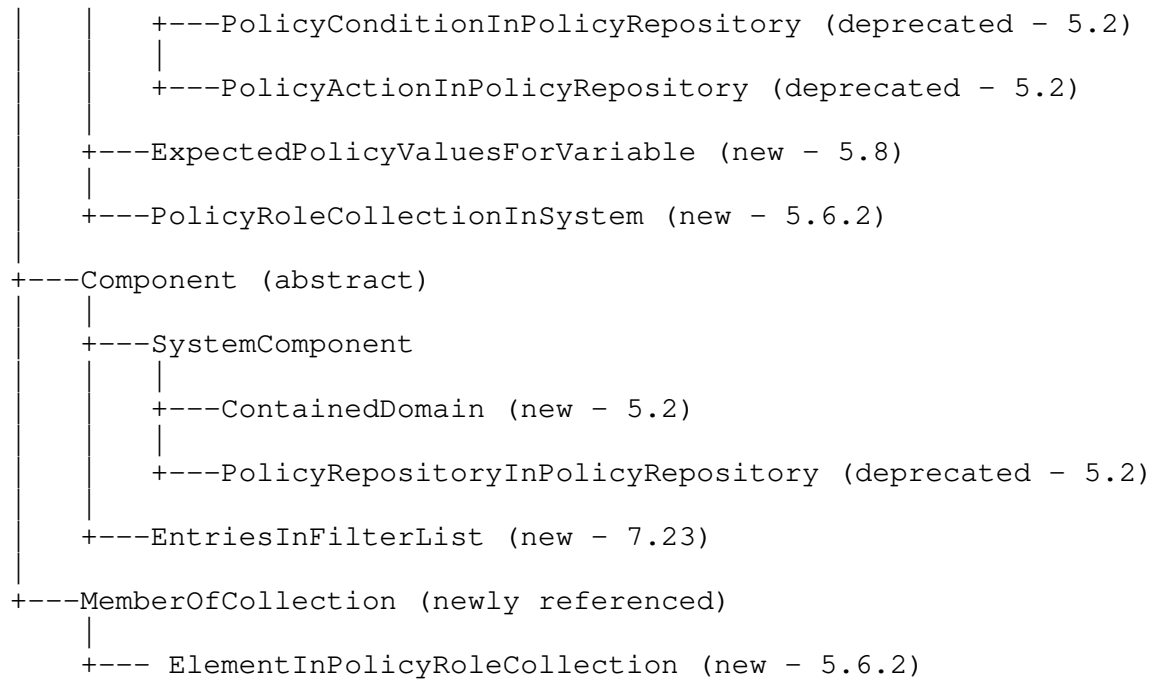 |   |   +---PolicyConditionInPolicyRepository (deprecated - 5.2)
|   |   |
|   |   +---PolicyActionInPolicyRepository (deprecated - 5.2)
|   |
|   +---ExpectedPolicyValuesForVariable (new - 5.8)
|   |
|   +---PolicyRoleCollectionInSystem (new - 5.6.2)
|
+---Component (abstract)
|   |
|   +---SystemComponent
|   |   |
|   |   +---ContainedDomain (new - 5.2)
|   |   |
|   |   +---PolicyRepositoryInPolicyRepository (deprecated - 5.2)
|   |
|   +---EntriesInFilterList (new - 7.23)
|
+---MemberOfCollection (newly referenced)
    |
    +--- ElementInPolicyRoleCollection (new - 5.6.2)